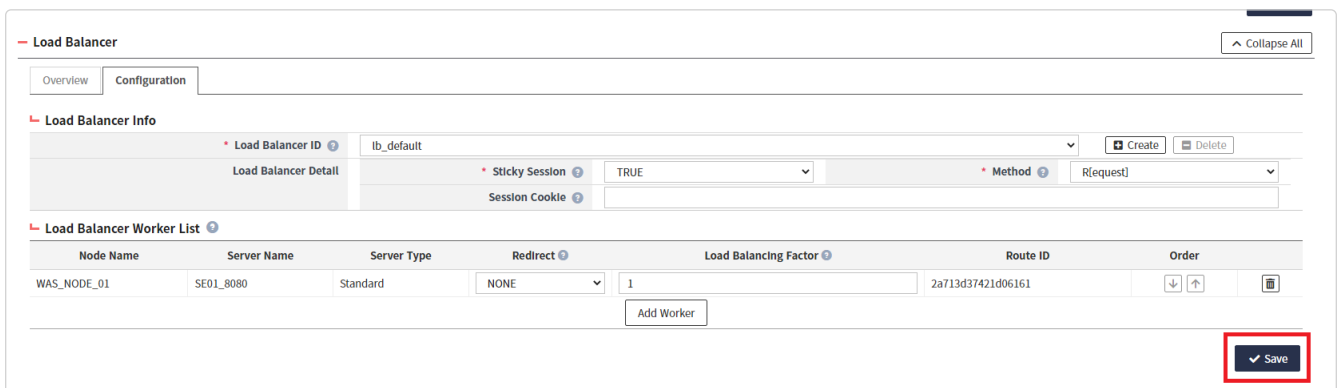 Load Balancer
Collapse All
Overview Configuration
Load Balancer Info
* Load Balancer ID ? lb_default Create Delete
Load Balancer Detail * Sticky Session ? TRUE * Method ? R[equest]
Session Cookie ?
Load Balancer Worker List ?
Node Name Server Name Server Type Redirect ? Load Balancing Factor ? Route ID Order
WAS_NODE_01 SE01_8080 Standard NONE 1 2a713d37421d06161
Add Worker
Save